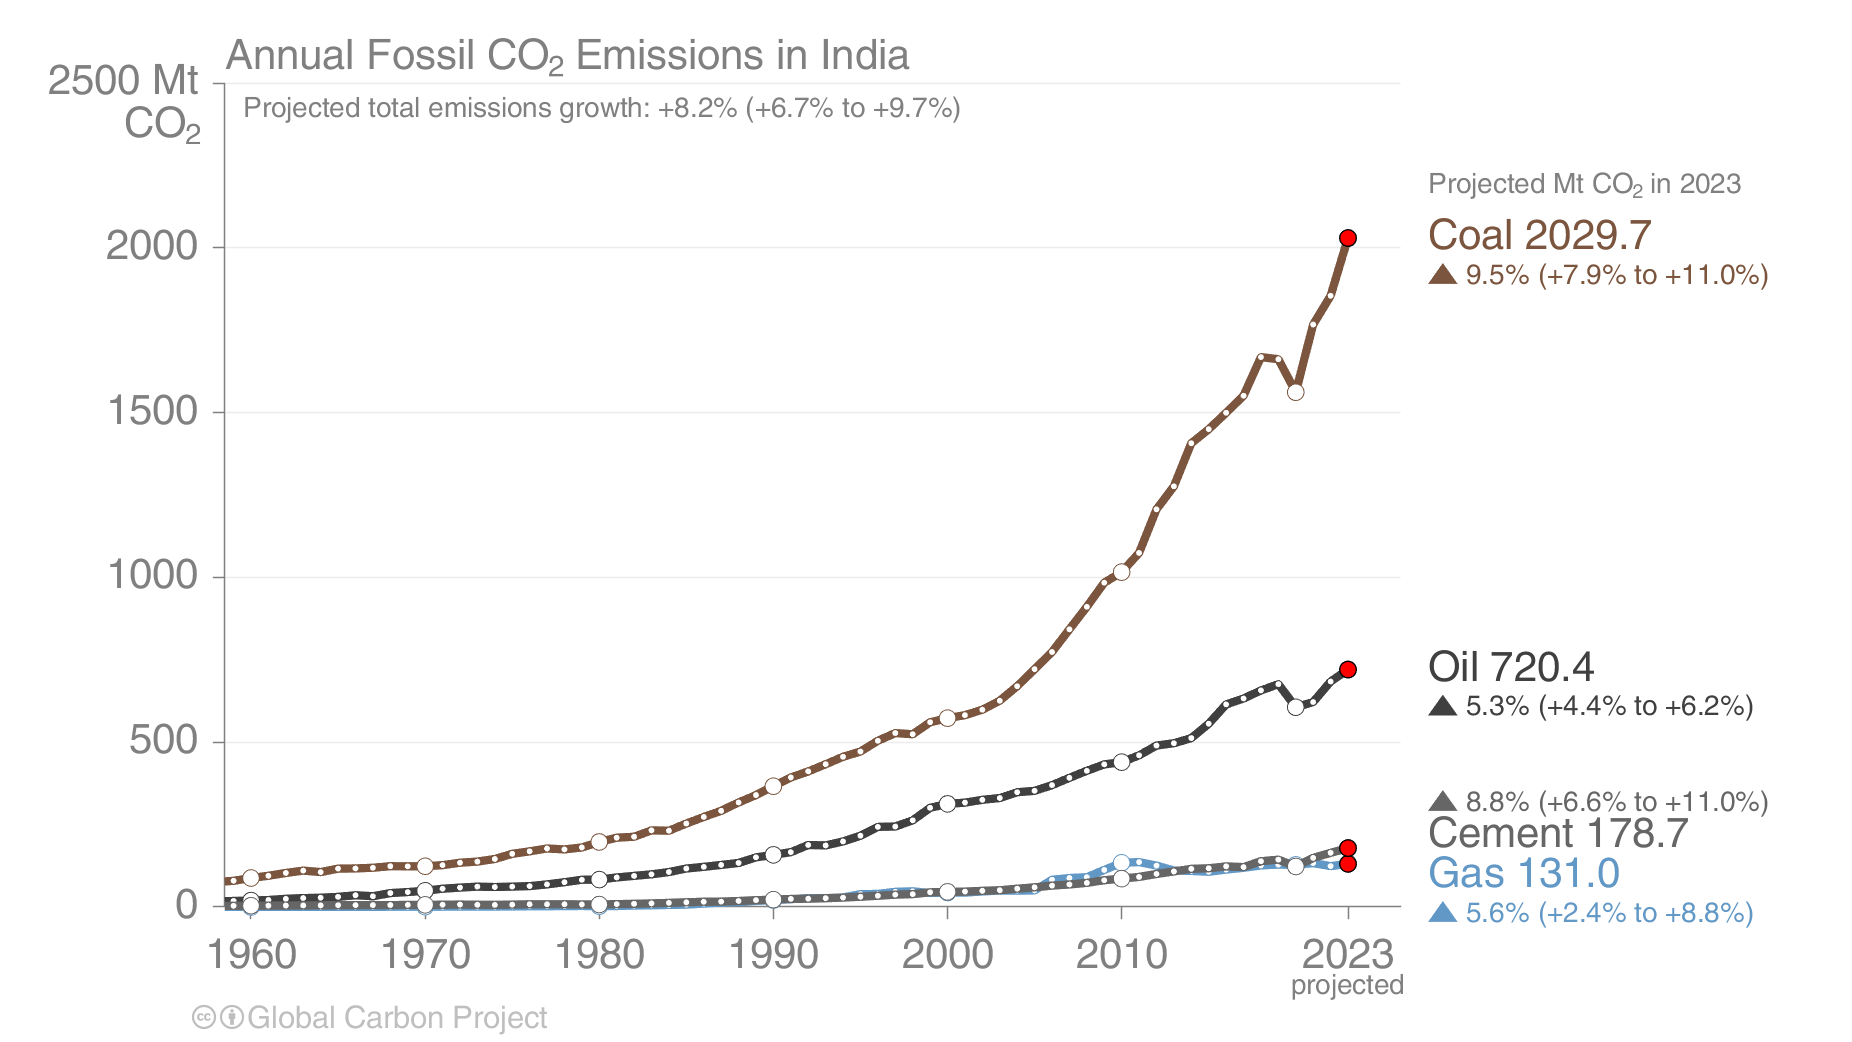 Annual Fossil CO₂ Emissions in India
2500 Mt
CO₂
Projected total emissions growth: +8.2% (+6.7% to +9.7%)
2000
1500
1000
500
0
1960 1970 1980 1990 2000 2010 2023
projected
Projected Mt CO₂ in 2023
Coal 2029.7
▲ 9.5% (+7.9% to +11.0%)
Oil 720.4
▲ 5.3% (+4.4% to +6.2%)
▲ 8.8% (+6.6% to +11.0%)
Cement 178.7
Gas 131.0
▲ 5.6% (+2.4% to +8.8%)
cc Global Carbon Project